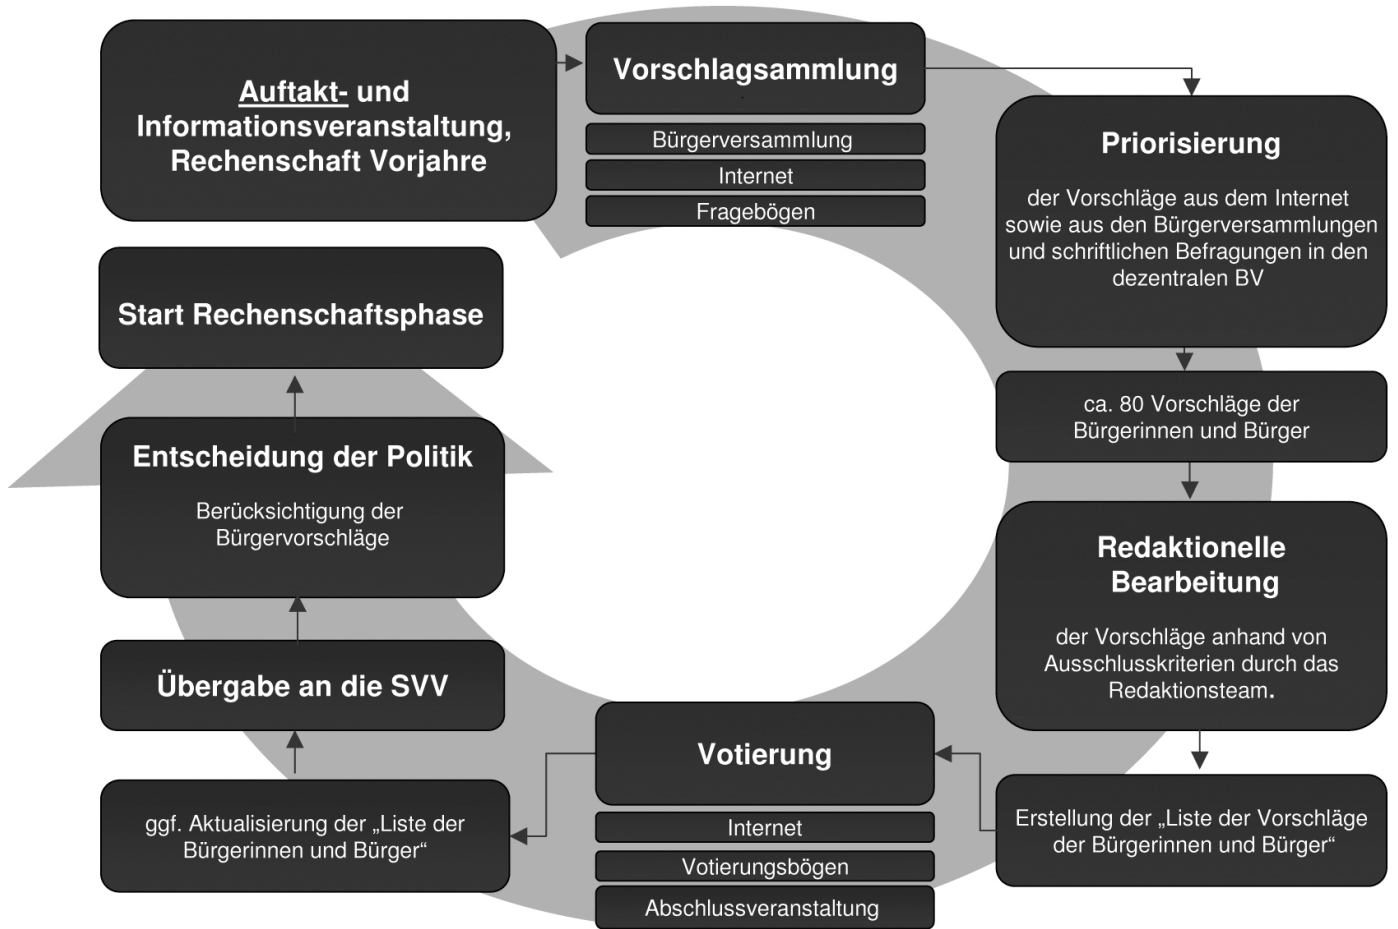 Auftakt- und
Informationsveranstaltung,
Rechenschaft Vorjahre
Vorschlagsammlung
Bürgerversammlung
Internet
Fragebögen
Priorisierung
der Vorschläge aus dem Internet
sowie aus den Bürgerversammlungen
und schriftlichen Befragungen in den
dezentralen BV
ca. 80 Vorschläge der
Bürgerinnen und Bürger
Redaktionelle
Bearbeitung
der Vorschläge anhand von
Ausschlusskriterien durch das
Redaktionsteam.
Erstellung der „Liste der Vorschläge
der Bürgerinnen und Bürger“
Votierung
Internet
Votierungsbögen
Abschlussveranstaltung
ggf. Aktualisierung der „Liste der
Bürgerinnen und Bürger“
Übergabe an die SVV
Entscheidung der Politik
Berücksichtigung der
Bürgervorschläge
Start Rechenschaftsphase